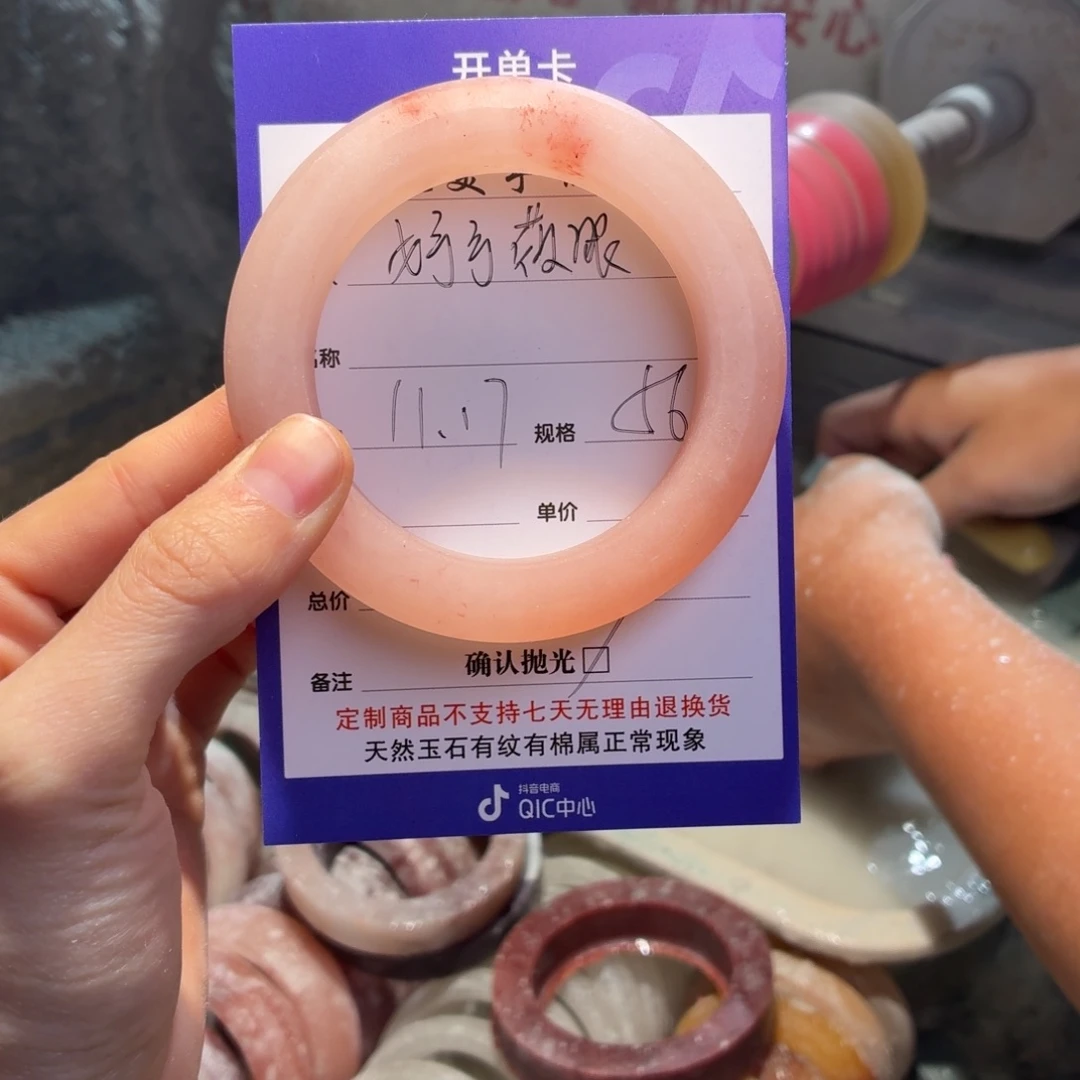 安心
开单卡
好字
名称
11.17 规格 56
单价
总价
备注 确认抛光
定制商品不支持七天无理由退换货
天然玉石有纹有棉属正常现象
抖音电商
QIC中心